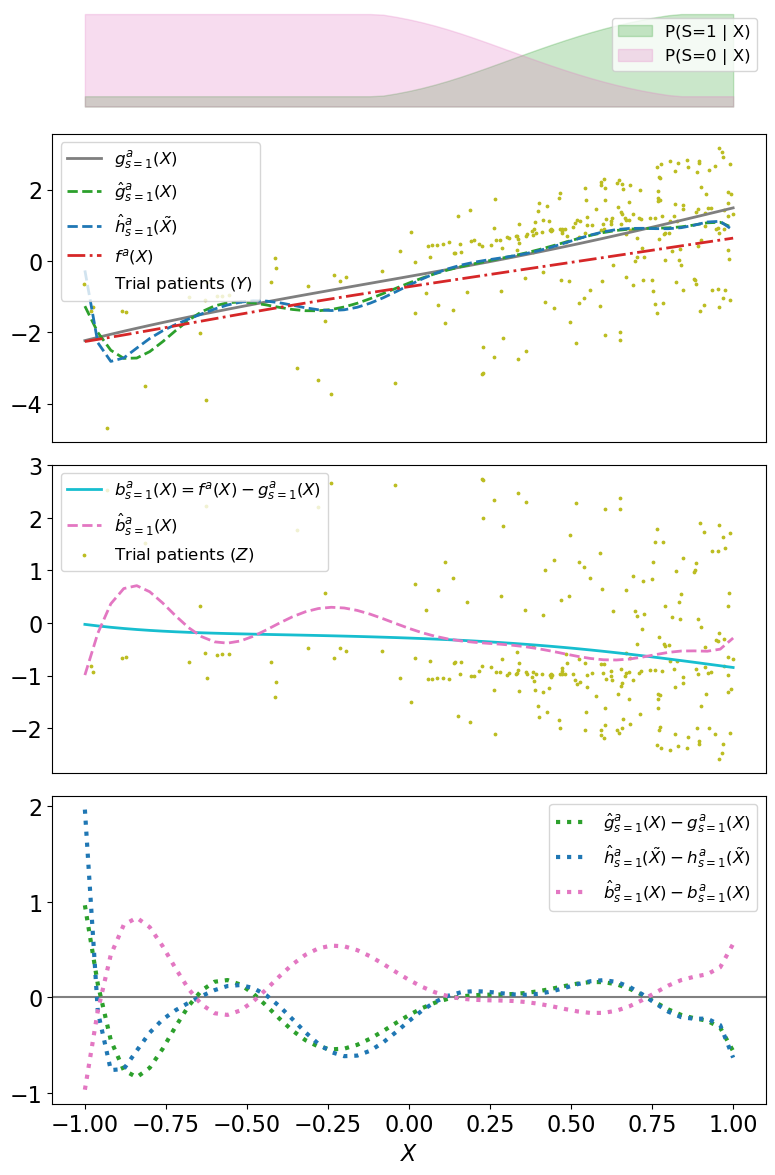 P(S=1 | X)
P(S=0 | X)
2
0
−2
−4
g^a_{s=1}(X)
ĝ^a_{s=1}(X)
ĥ^a_{s=1}(X̃)
f^a(X)
Trial patients (Y)
3
2
1
0
−1
−2
b^a_{s=1}(X) = f^a(X) − g^a_{s=1}(X)
b̂^a_{s=1}(X)
Trial patients (Z)
2
1
0
−1
ĝ^a_{s=1}(X) − g^a_{s=1}(X)
ĥ^a_{s=1}(X̃) − h^a_{s=1}(X̃)
b̂^a_{s=1}(X) − b^a_{s=1}(X)
−1.00 −0.75 −0.50 −0.25 0.00 0.25 0.50 0.75 1.00
X